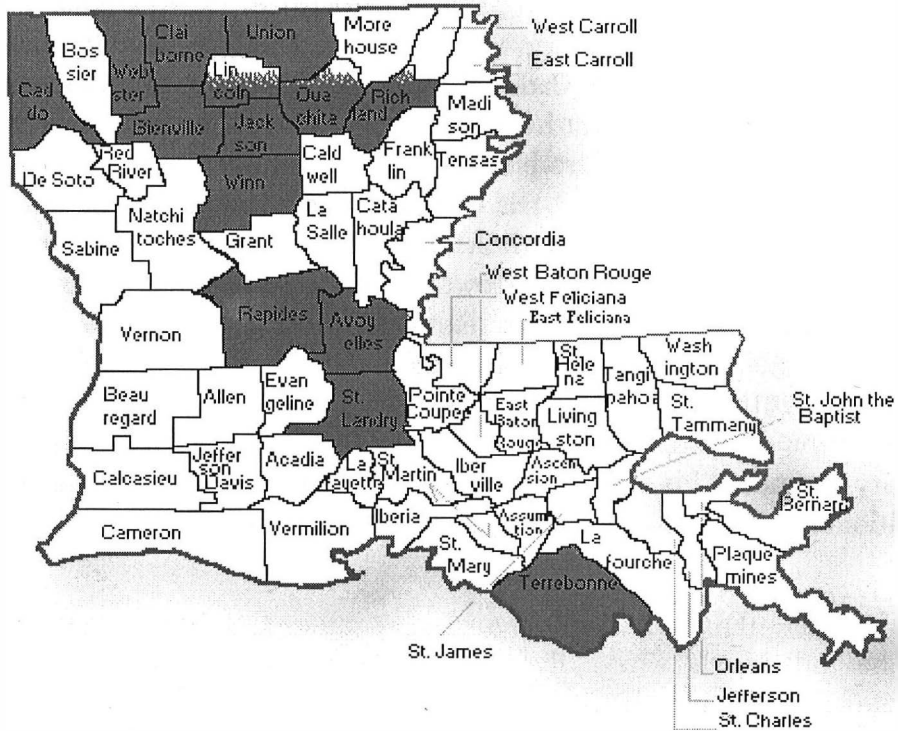 West Carroll
East Carroll
More
house
Union
Clai
borne
Bos
sier
Web
ster
Lin
coln
Cad
do
Oua
chita
Rich
land
Madi
son
Bienville
Jack
son
Red
River
De Soto
Winn
Cald
well
Frank
lin
Tensas
Natchi
toches
Sabine
Grant
La
Salle
Cata
houla
Concordia
West Baton Rouge
West Feliciana
East Feliciana
Vernon
Rapides
Avoy
elles
Beau
regard
Allen
Evan
geline
St.
Landry
Pointe
Coupe
East
Baton
Rouge
St.
Hele
na
Living
ston
Tangi
pahoa
Wash
ington
St.
Tammany
St. John the
Baptist
Calcasieu
Jeffer
son
Davis
Acadia
La
fayette
St.
Martin
Iber
ville
Ascen
sion
Cameron
Vermilion
Iberia
St.
Mary
Assum
tion
La
fourche
Terrebonne
St.
Bernard
Plaque
mines
St. James
Orleans
Jefferson
St. Charles